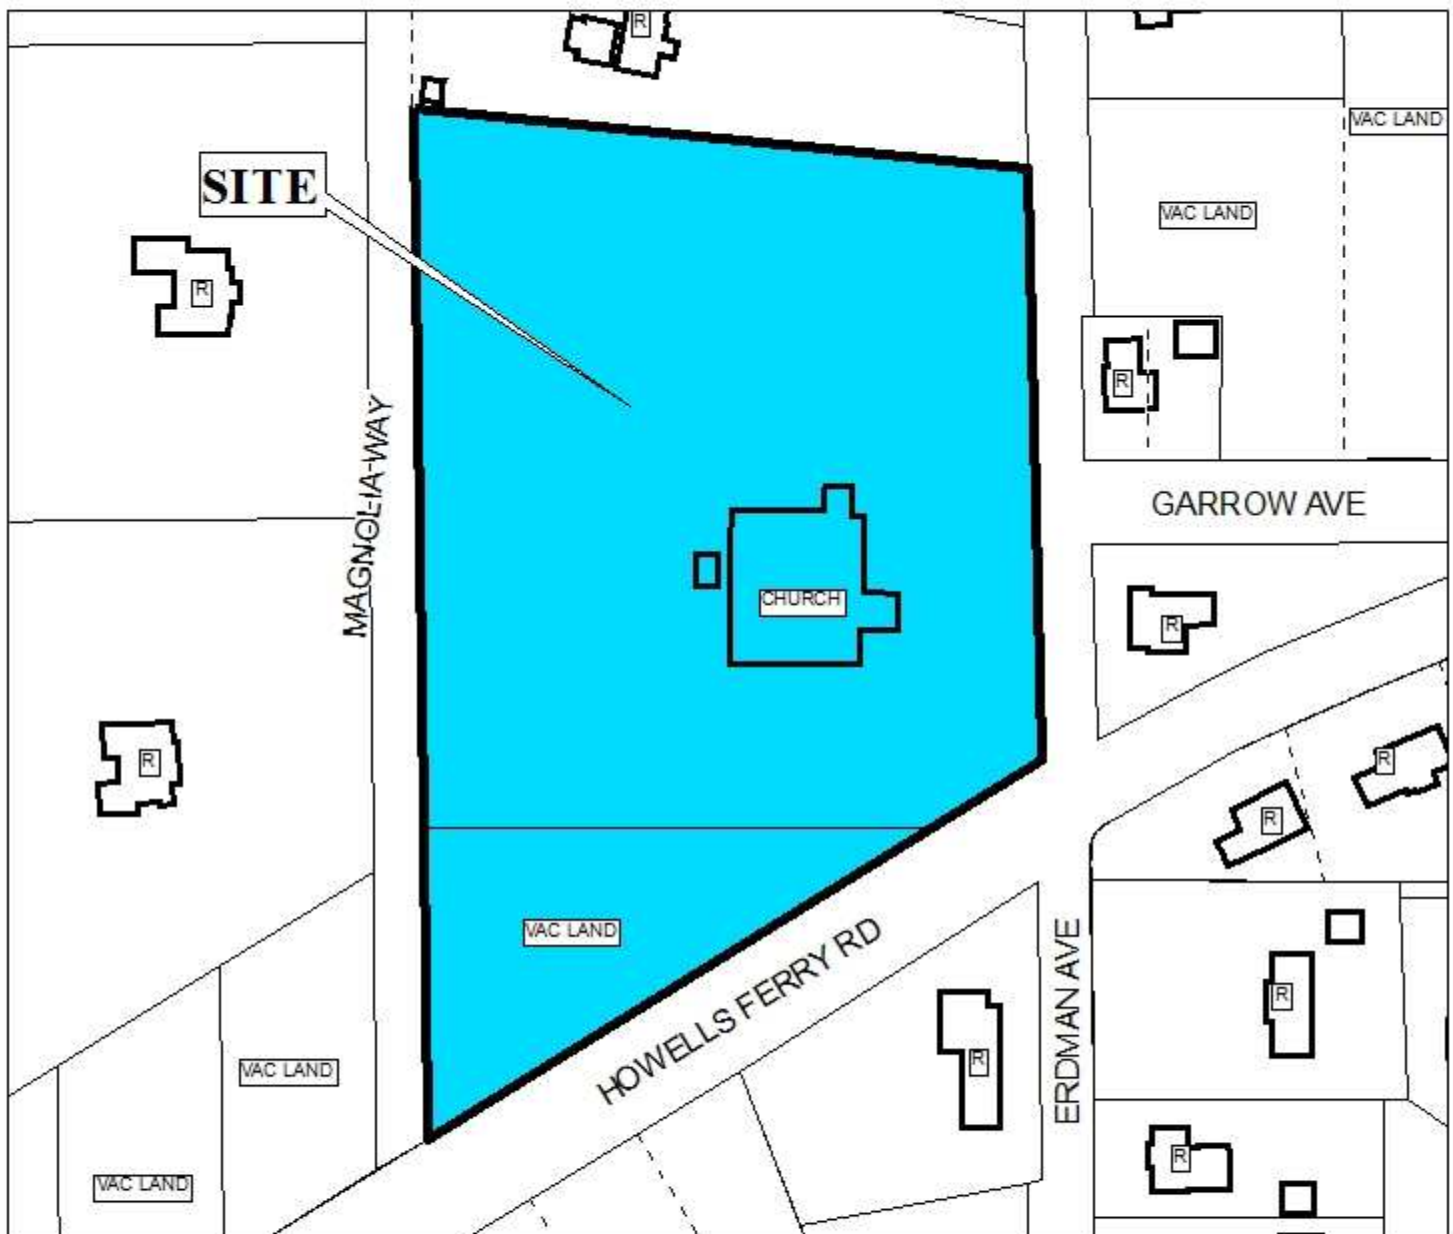 R
VAC LAND
SITE
VAC LAND
R
R
MAGNOLIA WAY
GARROW AVE
CHURCH
R
R
R
R
VAC LAND
HOWELLS FERRY RD
ERDMAN AVE
R
R
VAC LAND
R
VAC LAND